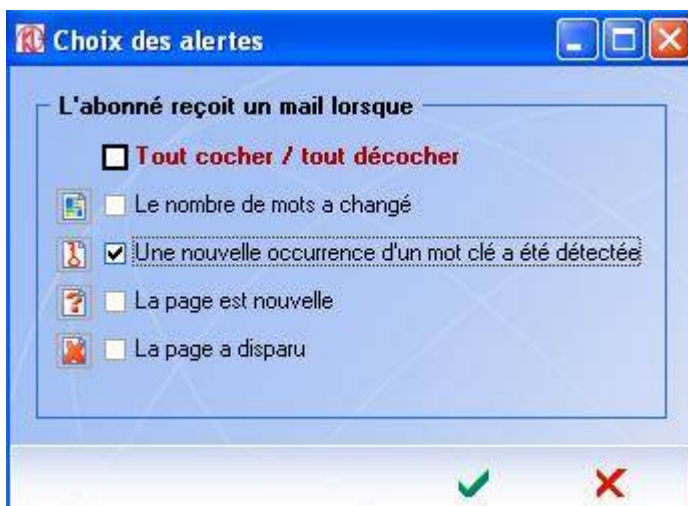 Choix des alertes
L'abonné reçoit un mail lorsque
Tout cocher / tout décocher
Le nombre de mots a changé
Une nouvelle occurrence d'un mot clé a été détectée
La page est nouvelle
La page a disparu